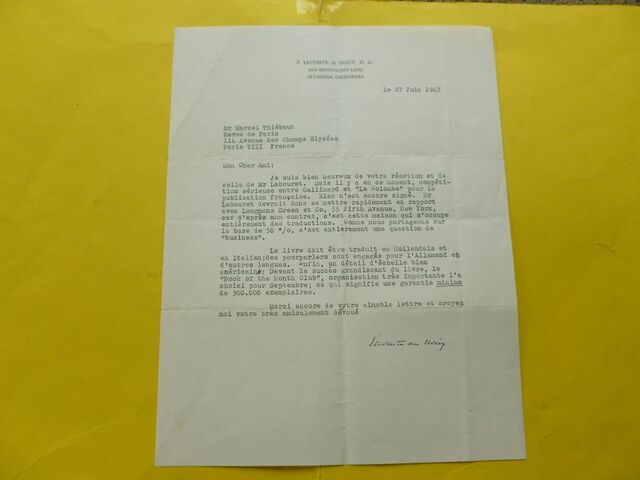 P. LECOMTE du NOUY, D. Sc.
MENDOCINO LANE
ALTADENA, CALIFORNIA
le 27 Juin 1947
Mr Marcel Thiébaut
Revue de Paris
114 Avenue des Champs Elysées
Paris VIII France
Mon Cher Ami:
Je suis bien heureux de votre réaction et de
celle de Mr Labouret. Mais il y a en ce moment, compéti-
tion sérieuse entre Gallimard et "La Colombe" pour la
publication française. Rien n'est encore signé. Mr
Labouret devrait donc se mettre rapidement en rapport
avec Longmans Green et Co, 55 Fifth Avenue, New York,
car d'après mon contrat, c'est cette maison qui s'occupe
entièrement des traductions. Comme nous partageons sur
la base de 50 °/o, c'est entierement une question de
"business".
Le livre doit être traduit en Hollandais et
en Italien; des pourparlers sont engagés pour l'Allemand et
d'autres langues. Enfin, un détail d'échelle bien
américaine: Devant le succès grandissant du livre, le
"Book of the Month Club", organisation très importante l'a
choisi pour Septembre; ce qui signifie une garantie minima
de 300.000 exemplaires.
Merci encore de votre aimable lettre et croyez
moi votre très amicalement dévoué
Lecomte du Noüy